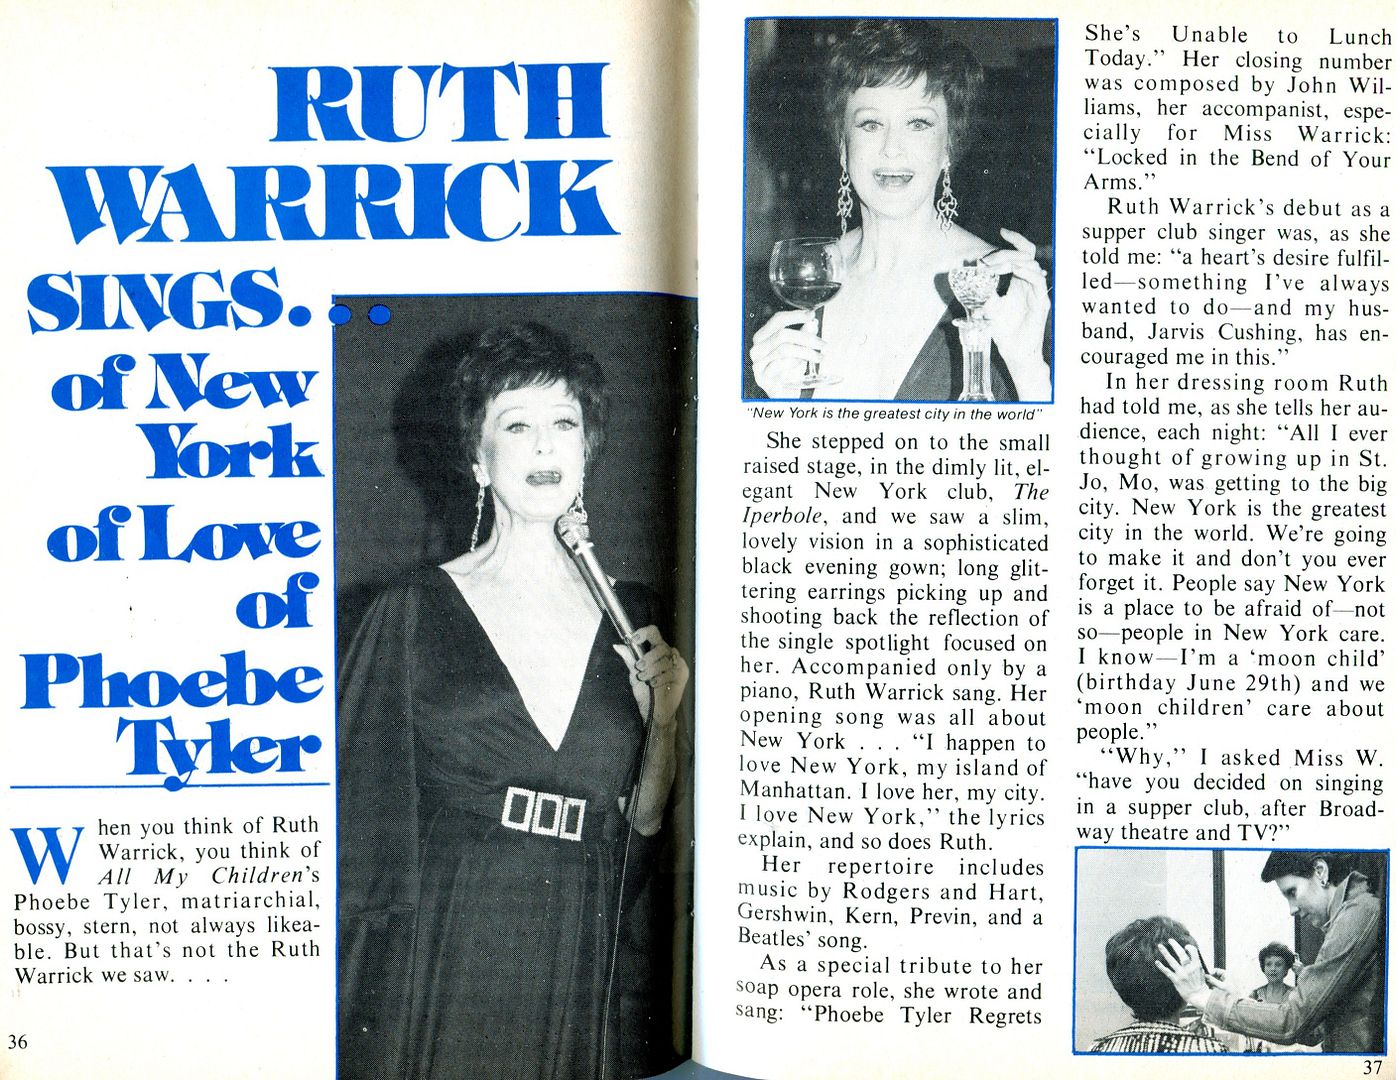 RUTH
WARRICK
SINGS. . .
of New
York
of Love
of
Phoebe
Tyler
When you think of Ruth
Warrick, you think of
All My Children's
Phoebe Tyler, matriarchial,
bossy, stern, not always likea-
ble. But that's not the Ruth
Warrick we saw. . . .
36
"New York is the greatest city in the world"
She stepped on to the small
raised stage, in the dimly lit, el-
egant New York club, The
Iperbole, and we saw a slim,
lovely vision in a sophisticated
black evening gown; long glit-
tering earrings picking up and
shooting back the reflection of
the single spotlight focused on
her. Accompanied only by a
piano, Ruth Warrick sang. Her
opening song was all about
New York . . . "I happen to
love New York, my island of
Manhattan. I love her, my city.
I love New York," the lyrics
explain, and so does Ruth.
Her repertoire includes
music by Rodgers and Hart,
Gershwin, Kern, Previn, and a
Beatles' song.
As a special tribute to her
soap opera role, she wrote and
sang: "Phoebe Tyler Regrets
She's Unable to Lunch
Today." Her closing number
was composed by John Wil-
liams, her accompanist, espe-
cially for Miss Warrick:
"Locked in the Bend of Your
Arms."
Ruth Warrick's debut as a
supper club singer was, as she
told me: "a heart's desire fulfil-
led—something I've always
wanted to do—and my hus-
band, Jarvis Cushing, has en-
couraged me in this."
In her dressing room Ruth
had told me, as she tells her au-
dience, each night: "All I ever
thought of growing up in St.
Jo, Mo, was getting to the big
city. New York is the greatest
city in the world. We're going
to make it and don't you ever
forget it. People say New York
is a place to be afraid of—not
so—people in New York care.
I know—I'm a 'moon child'
(birthday June 29th) and we
'moon children' care about
people."
"Why," I asked Miss W.
"have you decided on singing
in a supper club, after Broad-
way theatre and TV?"
37